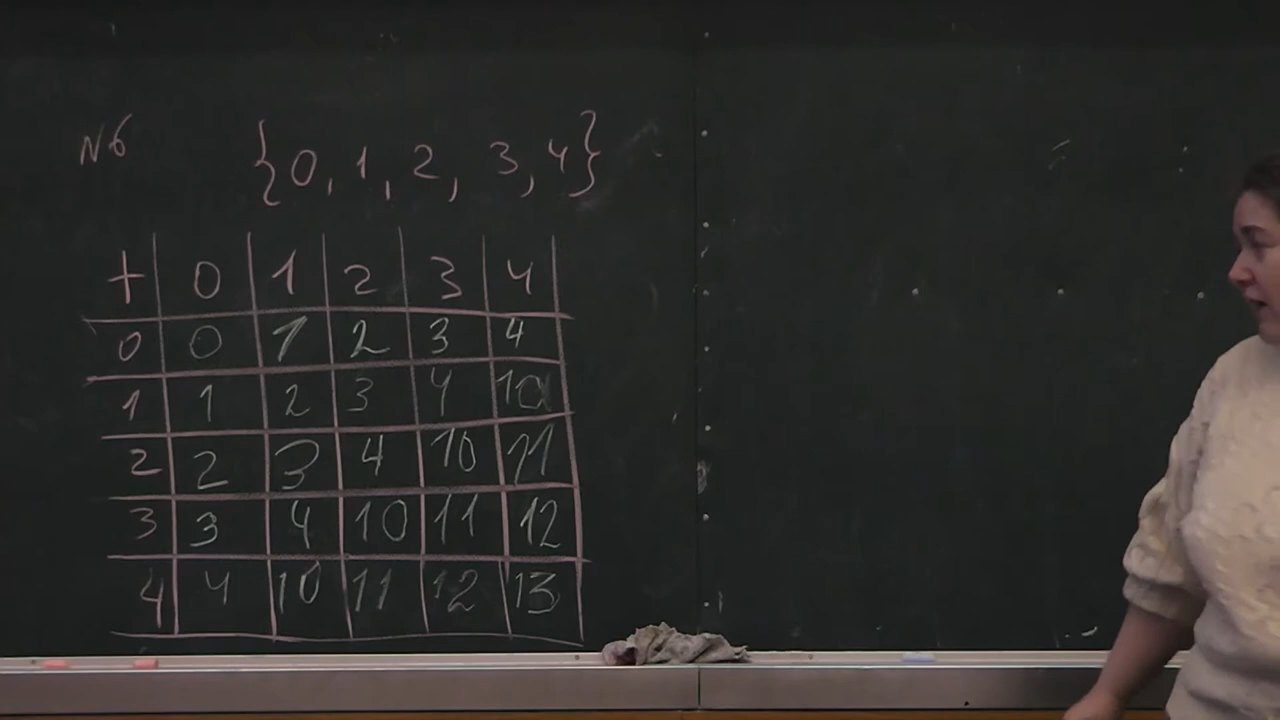 N6 {0, 1, 2, 3, 4}
+ 0 1 2 3 4
0 0 1 2 3 4
1 1 2 3 4 10
2 2 3 4 10 11
3 3 4 10 11 12
4 4 10 11 12 13